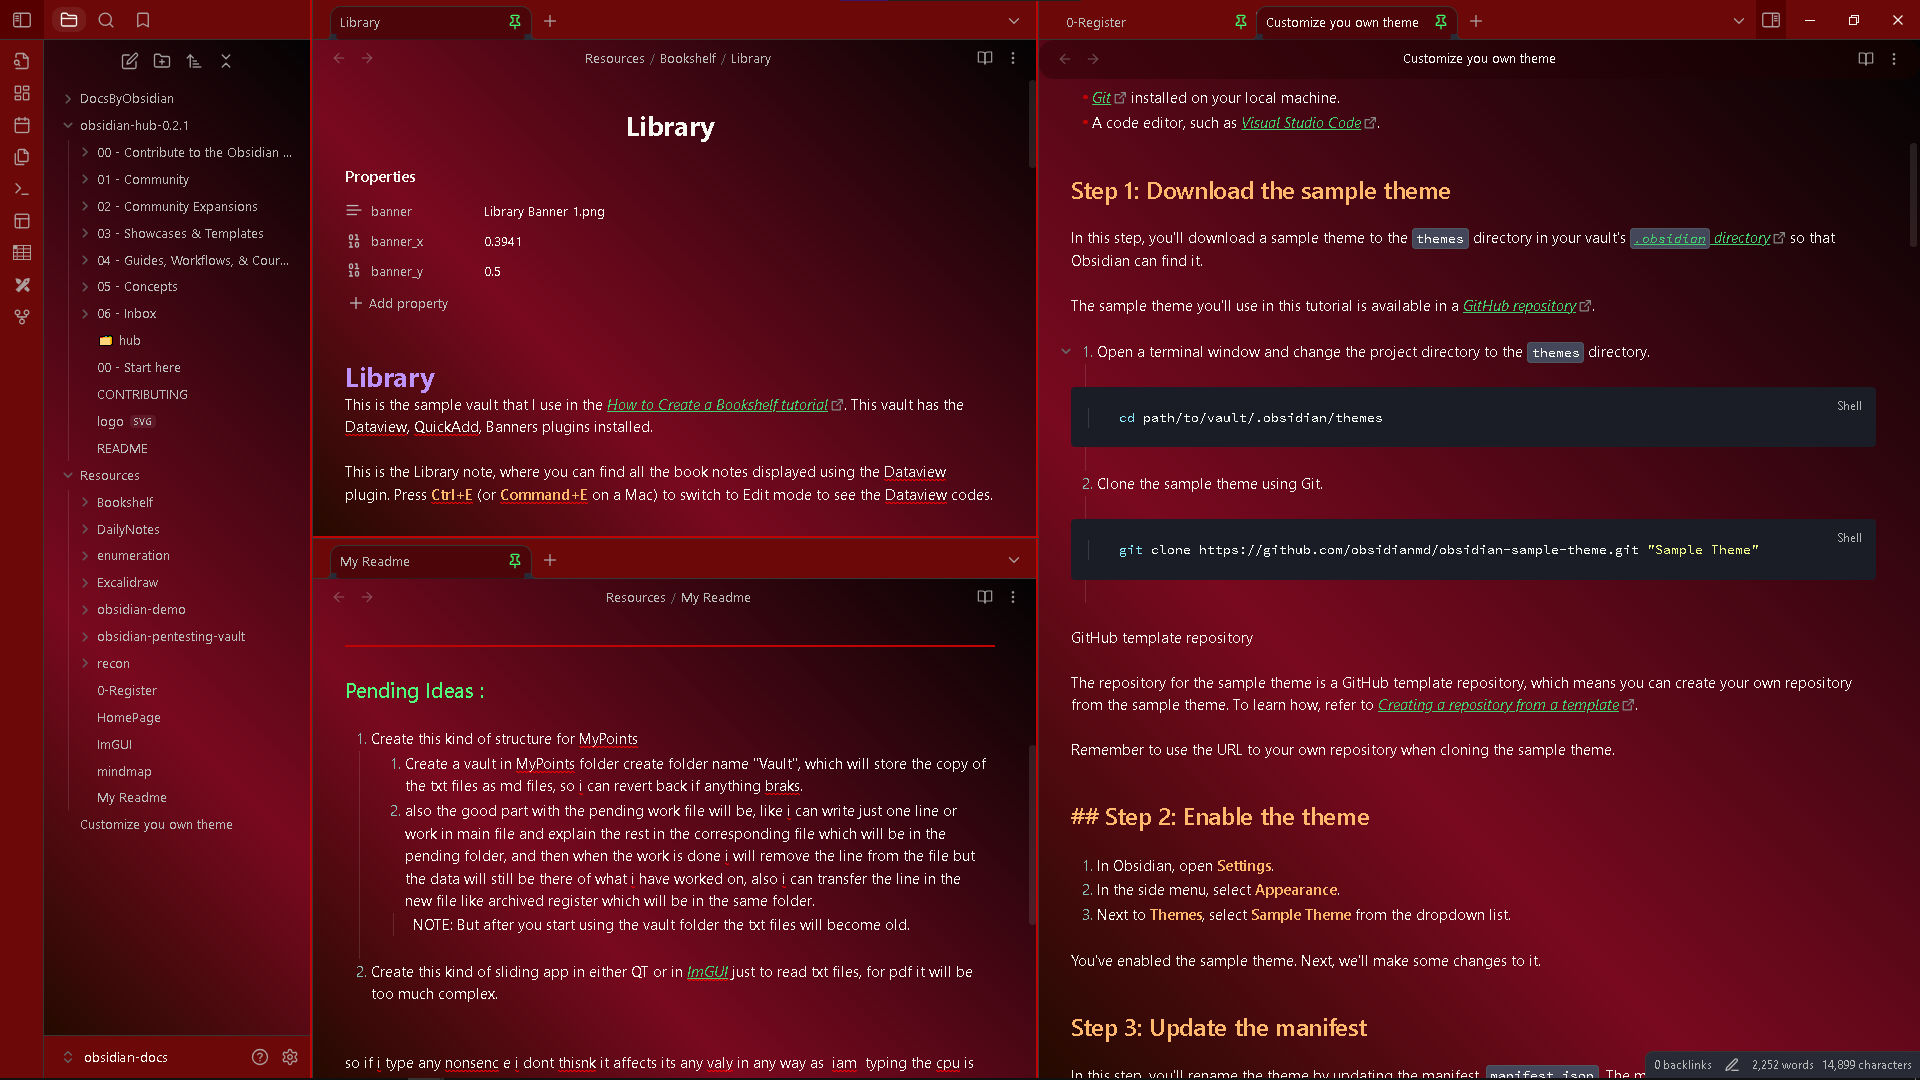 DocsByObsidian
obsidian-hub-0.2.1
00 - Contribute to the Obsidian ...
01 - Community
02 - Community Expansions
03 - Showcases & Templates
04 - Guides, Workflows, & Cour...
05 - Concepts
06 - Inbox
hub
00 - Start here
CONTRIBUTING
logo SVG
README
Resources
Bookshelf
DailyNotes
enumeration
Excalidraw
obsidian-demo
obsidian-pentesting-vault
recon
0-Register
HomePage
ImGUI
mindmap
My Readme
Customize you own theme
obsidian-docs
Library
Resources / Bookshelf / Library
Library
Properties
banner Library Banner 1.png
banner_x 0.3941
banner_y 0.5
Add property
Library
This is the sample vault that I use in the How to Create a Bookshelf tutorial. This vault has the
Dataview, QuickAdd, Banners plugins installed.
This is the Library note, where you can find all the book notes displayed using the Dataview
plugin. Press Ctrl+E (or Command+E on a Mac) to switch to Edit mode to see the Dataview codes.
My Readme
Resources / My Readme
Pending Ideas :
1. Create this kind of structure for MyPoints
1. Create a vault in MyPoints folder create folder name "Vault", which will store the copy of
the txt files as md files, so i can revert back if anything braks.
2. also the good part with the pending work file will be, like i can write just one line or
work in main file and explain the rest in the corresponding file which will be in the
pending folder, and then when the work is done i will remove the line from the file but
the data will still be there of what i have worked on, also i can transfer the line in the
new file like archived register which will be in the same folder.
NOTE: But after you start using the vault folder the txt files will become old.
2. Create this kind of sliding app in either QT or in ImGUI just to read txt files, for pdf it will be
too much complex.
so if i type any nonsenc e i dont thisnk it affects its any valy in any way as iam typing the cpu is
0-Register
Customize you own theme
Customize you own theme
• Git installed on your local machine.
• A code editor, such as Visual Studio Code.
Step 1: Download the sample theme
In this step, you'll download a sample theme to the themes directory in your vault's .obsidian directory so that
Obsidian can find it.
The sample theme you'll use in this tutorial is available in a GitHub repository.
1. Open a terminal window and change the project directory to the themes directory.
Shell
cd path/to/vault/.obsidian/themes
2. Clone the sample theme using Git.
Shell
git clone https://github.com/obsidianmd/obsidian-sample-theme.git "Sample Theme"
GitHub template repository
The repository for the sample theme is a GitHub template repository, which means you can create your own repository
from the sample theme. To learn how, refer to Creating a repository from a template.
Remember to use the URL to your own repository when cloning the sample theme.
## Step 2: Enable the theme
1. In Obsidian, open Settings.
2. In the side menu, select Appearance.
3. Next to Themes, select Sample Theme from the dropdown list.
You've enabled the sample theme. Next, we'll make some changes to it.
Step 3: Update the manifest
In this step, you'll rename the theme by updating the manifest, manifest.json. The m
0 backlinks 2,252 words 14,899 characters